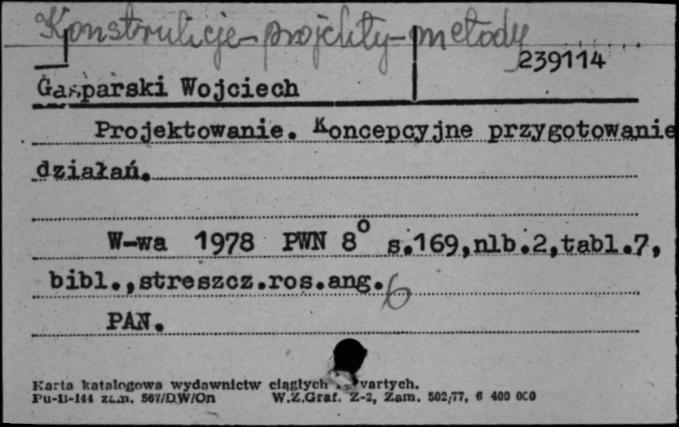 Konstrukcje - projekty - metody
239114
Gasparski Wojciech
Projektowanie. Koncepcyjne przygotowanie
działań.
W-wa 1978 PWN 8° s.169,nlb.2,tabl.7,
bibl.,streszcz.ros.ang.
6
PAN.
Karta katalogowa wydawnictw ciągłych zwartych.
Pu-B-144 zam. 567/DW/On W.Z.Graf. Z-2, Zam. 502/77, 6 400 000